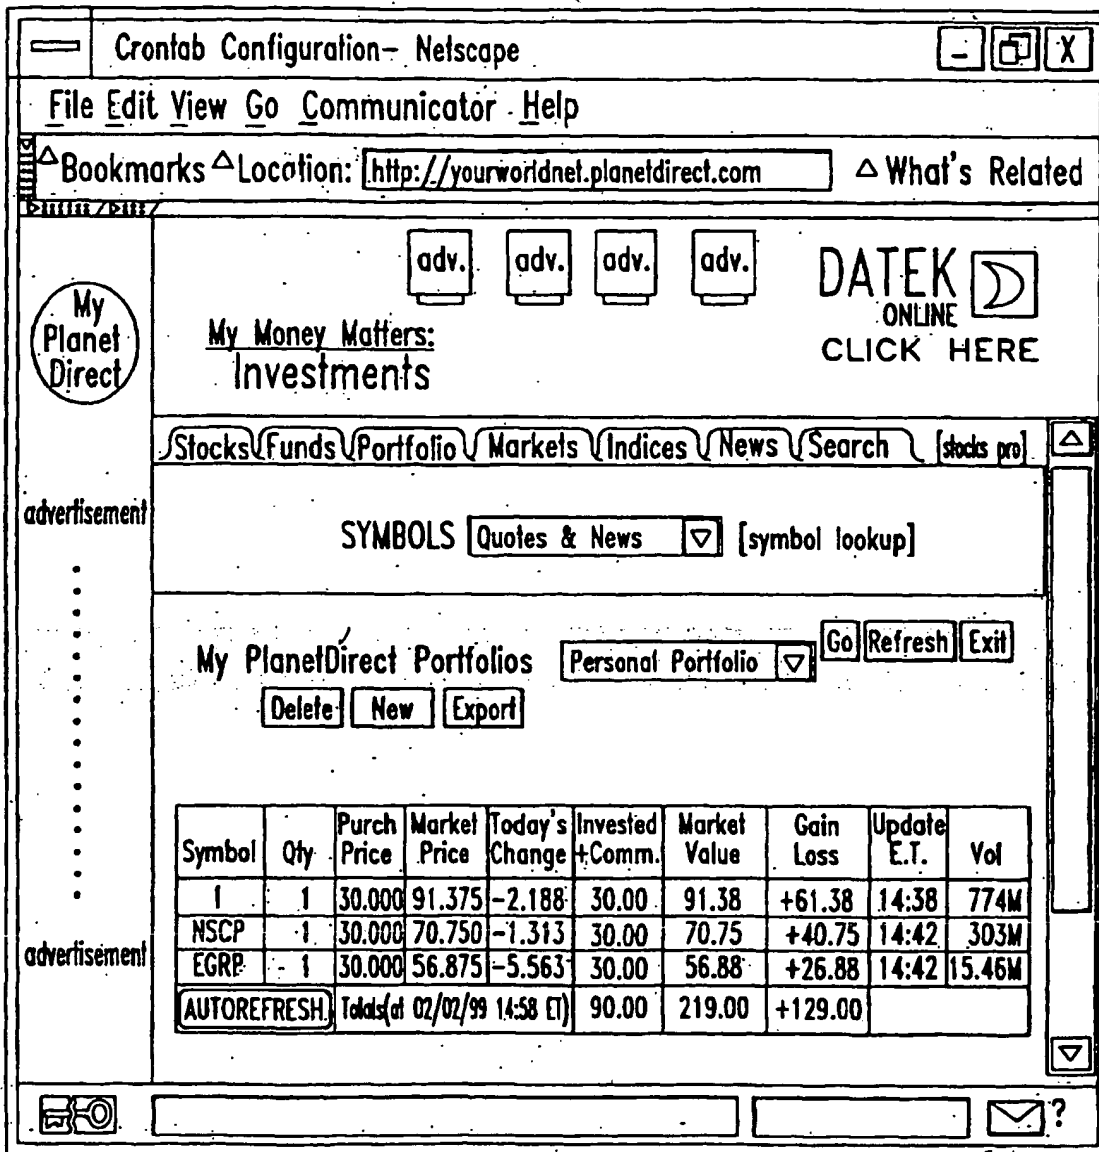 Crontab Configuration- Netscape - X
File Edit View Go Communicator Help
Bookmarks Location: http://yourworldnet.planetdirect.com What's Related
adv. adv. adv. adv.
DATEK
ONLINE
CLICK HERE
My
Planet
Direct
My Money Matters:
Investments
Stocks Funds Portfolio Markets Indices News Search [stocks pro]
advertisement
SYMBOLS Quotes & News [symbol lookup]
My PlanetDirect Portfolios Personal Portfolio Go Refresh Exit
Delete New Export
Symbol Qty Purch Price Market Price Today's Change Invested +Comm. Market Value Gain Loss Update E.T. Vol
T 1 30.000 91.375 -2.188 30.00 91.38 +61.38 14:38 774M
NSCP 1 30.000 70.750 -1.313 30.00 70.75 +40.75 14:42 303M
EGRP 1 30.000 56.875 -5.563 30.00 56.88 +26.88 14:42 15.46M
AUTOREFRESH Totals(at 02/02/99 14:58 ET) 90.00 219.00 +129.00
advertisement
?